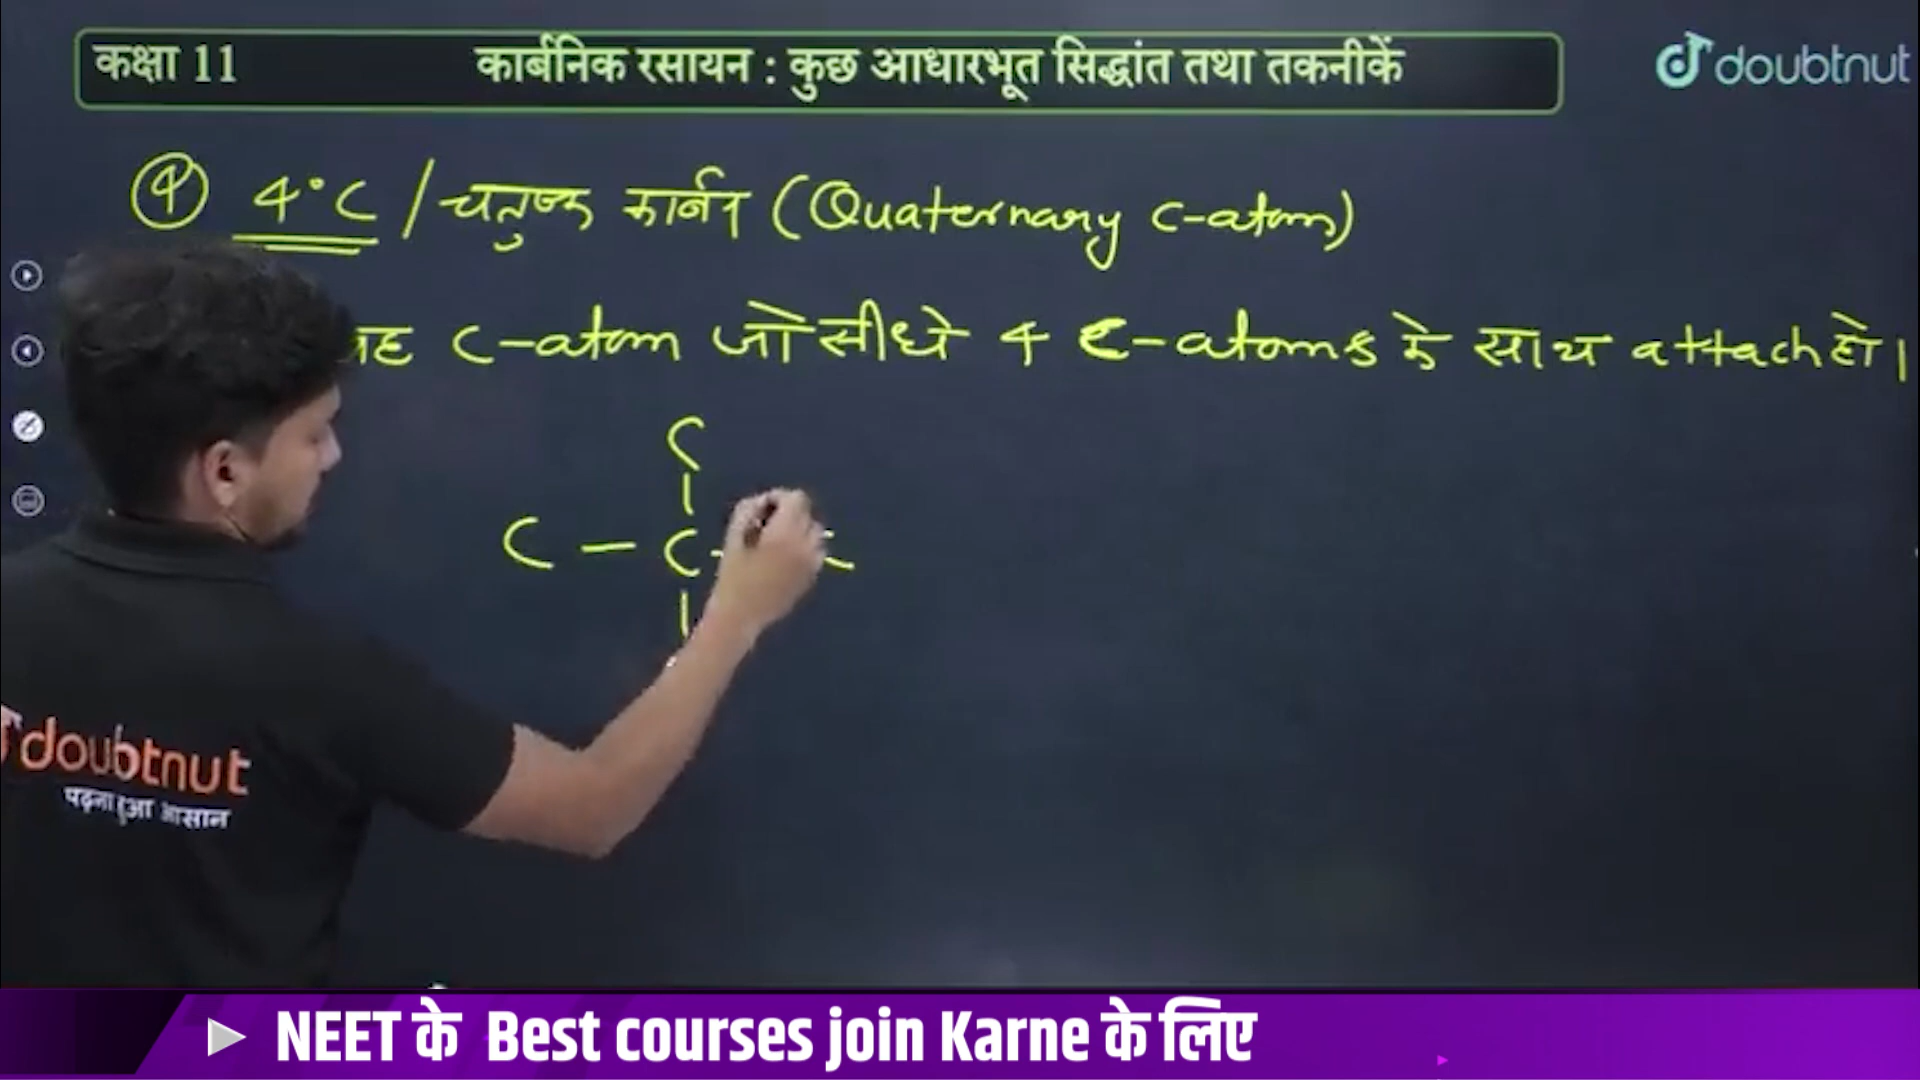 कक्षा 11 कार्बनिक रसायन : कुछ आधारभूत सिद्धांत तथा तकनीकें
doubtnut
④ 4°C / चतुष्क कार्बन (Quaternary C-atom)
वह C-atom जो सीधे 4 C-atoms के साथ attach हो।
C
|
C – C – C
|
doubtnut
पढ़ना हुआ आसान
NEET के Best courses join Karne के लिए